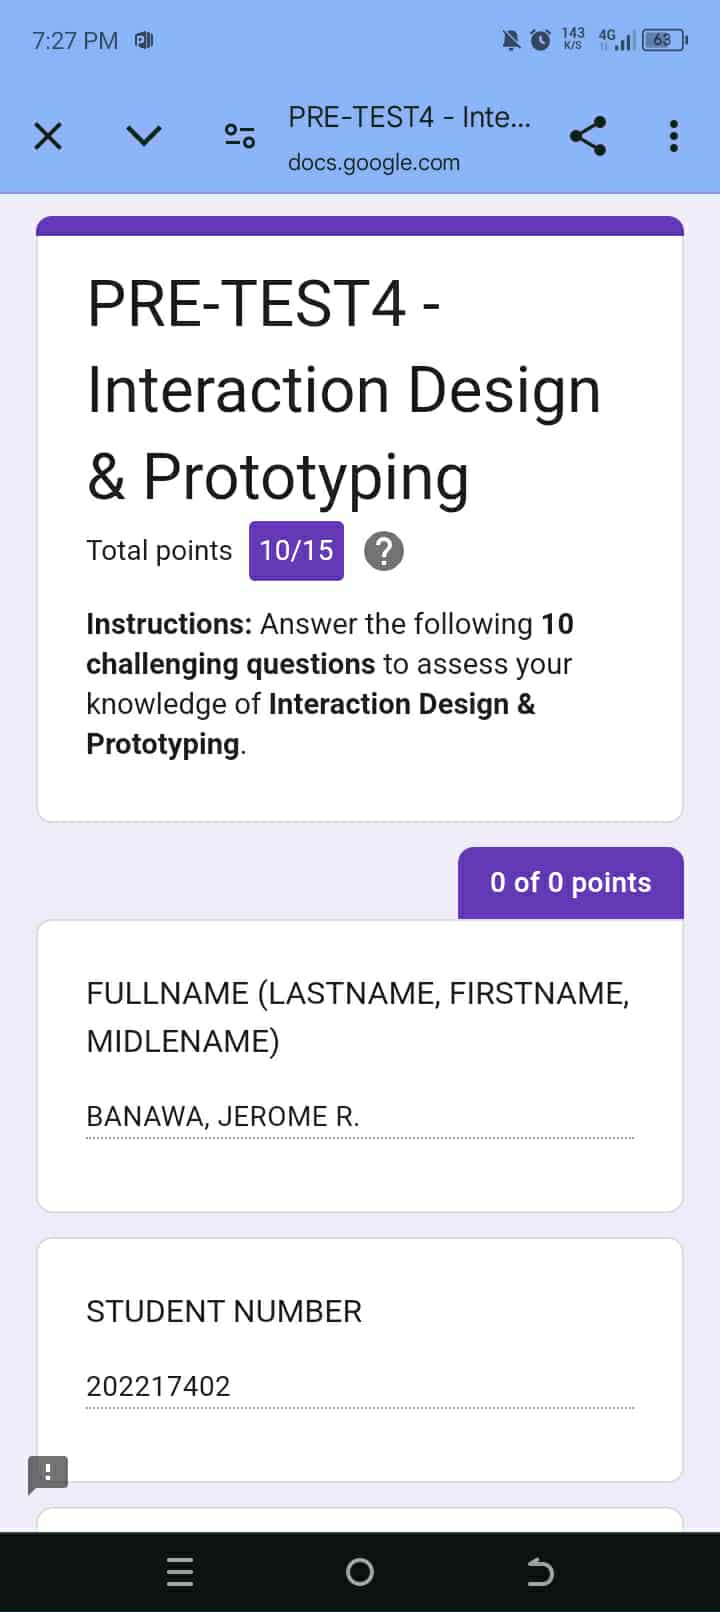 7:27 PM
143 K/S 4G 63
PRE-TEST4 - Inte...
docs.google.com
PRE-TEST4 -
Interaction Design
& Prototyping
Total points 10/15 ?
Instructions: Answer the following 10
challenging questions to assess your
knowledge of Interaction Design &
Prototyping.
0 of 0 points
FULLNAME (LASTNAME, FIRSTNAME,
MIDLENAME)
BANAWA, JEROME R.
STUDENT NUMBER
202217402